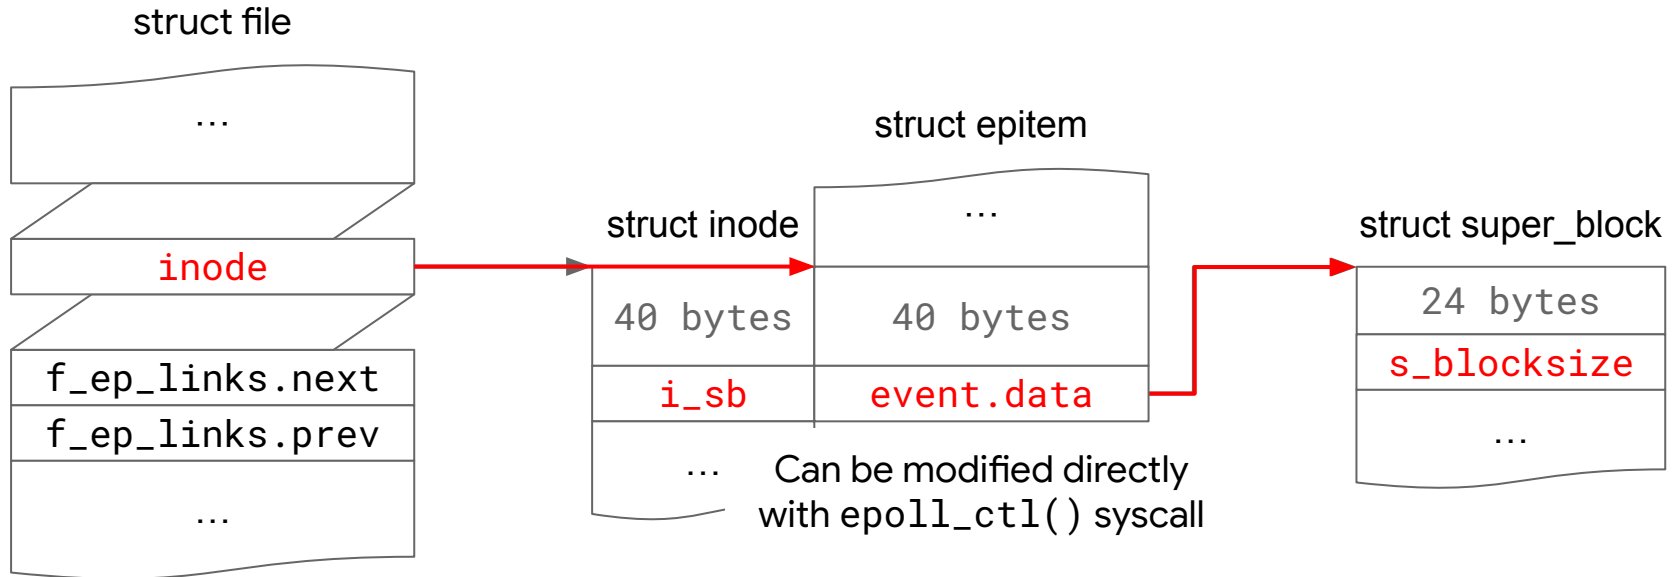 struct file
...
inode
f_ep_links.next
f_ep_links.prev
...
struct inode
40 bytes
i_sb
...
struct epitem
...
40 bytes
event.data
Can be modified directly
with epoll_ctl() syscall
struct super_block
24 bytes
s_blocksize
...